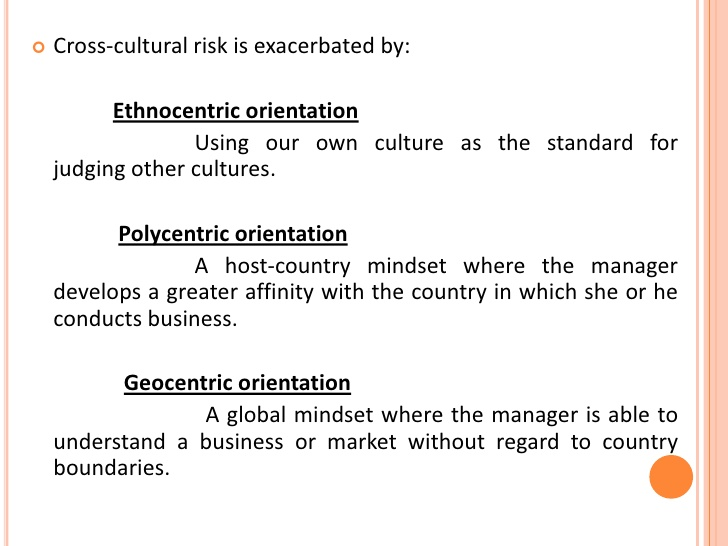 Cross-cultural risk is exacerbated by:
Ethnocentric orientation
Using our own culture as the standard for
judging other cultures.
Polycentric orientation
A host-country mindset where the manager
develops a greater affinity with the country in which she or he
conducts business.
Geocentric orientation
A global mindset where the manager is able to
understand a business or market without regard to country
boundaries.